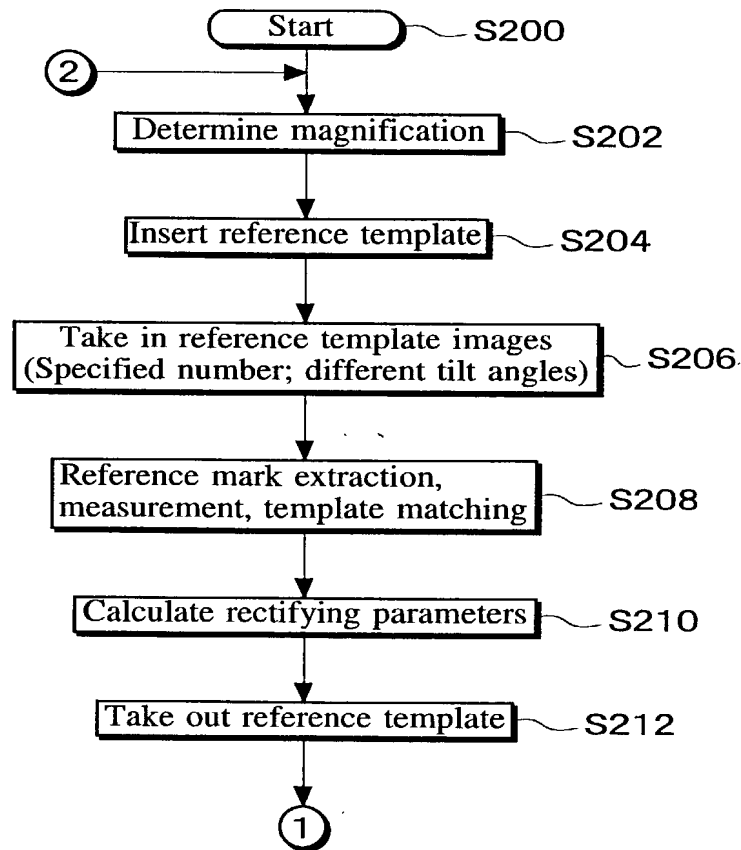 Start
S200
2
Determine magnification
S202
Insert reference template
S204
Take in reference template images
(Specified number; different tilt angles)
S206
Reference mark extraction,
measurement, template matching
S208
Calculate rectifying parameters
S210
Take out reference template
S212
1